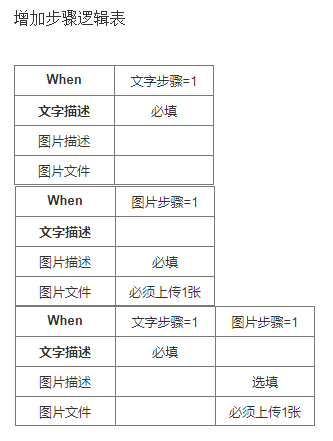 增加步骤逻辑表
When 文字步骤=1
文字描述 必填
图片描述
图片文件
When 图片步骤=1
文字描述
图片描述 必填
图片文件 必须上传1张
When 文字步骤=1 图片步骤=1
文字描述 必填
图片描述 选填
图片文件 必须上传1张